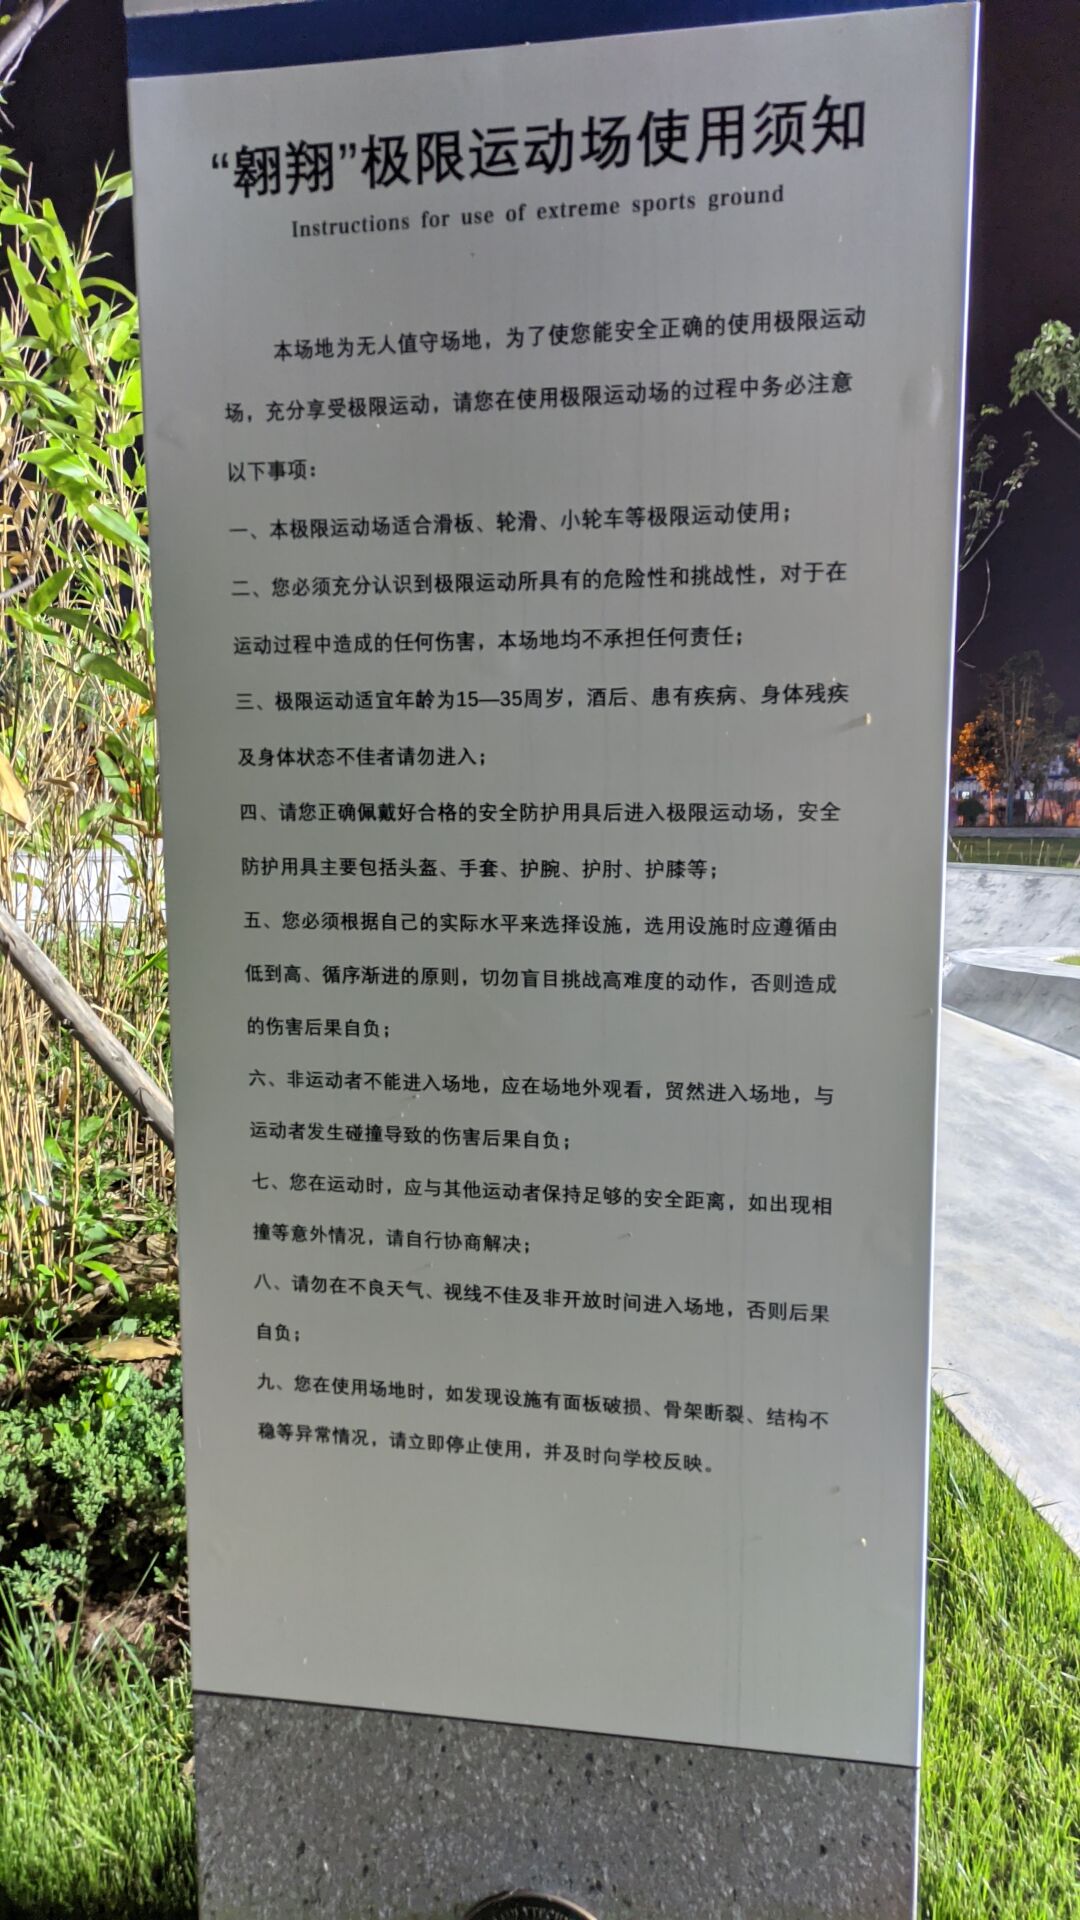 “翱翔”极限运动场使用须知
Instructions for use of extreme sports ground
本场地为无人值守场地，为了使您能安全正确的使用极限运动
场，充分享受极限运动，请您在使用极限运动场的过程中务必注意
以下事项：
一、本极限运动场适合滑板、轮滑、小轮车等极限运动使用；
二、您必须充分认识到极限运动所具有的危险性和挑战性，对于在
运动过程中造成的任何伤害，本场地均不承担任何责任；
三、极限运动适宜年龄为15—35周岁，酒后、患有疾病、身体残疾
及身体状态不佳者请勿进入；
四、请您正确佩戴好合格的安全防护用具后进入极限运动场，安全
防护用具主要包括头盔、手套、护腕、护肘、护膝等；
五、您必须根据自己的实际水平来选择设施，选用设施时应遵循由
低到高、循序渐进的原则，切勿盲目挑战高难度的动作，否则造成
的伤害后果自负；
六、非运动者不能进入场地，应在场地外观看，贸然进入场地，与
运动者发生碰撞导致的伤害后果自负；
七、您在运动时，应与其他运动者保持足够的安全距离，如出现相
撞等意外情况，请自行协商解决；
八、请勿在不良天气、视线不佳及非开放时间进入场地，否则后果
自负；
九、您在使用场地时，如发现设施有面板破损、骨架断裂、结构不
稳等异常情况，请立即停止使用，并及时向学校反映。